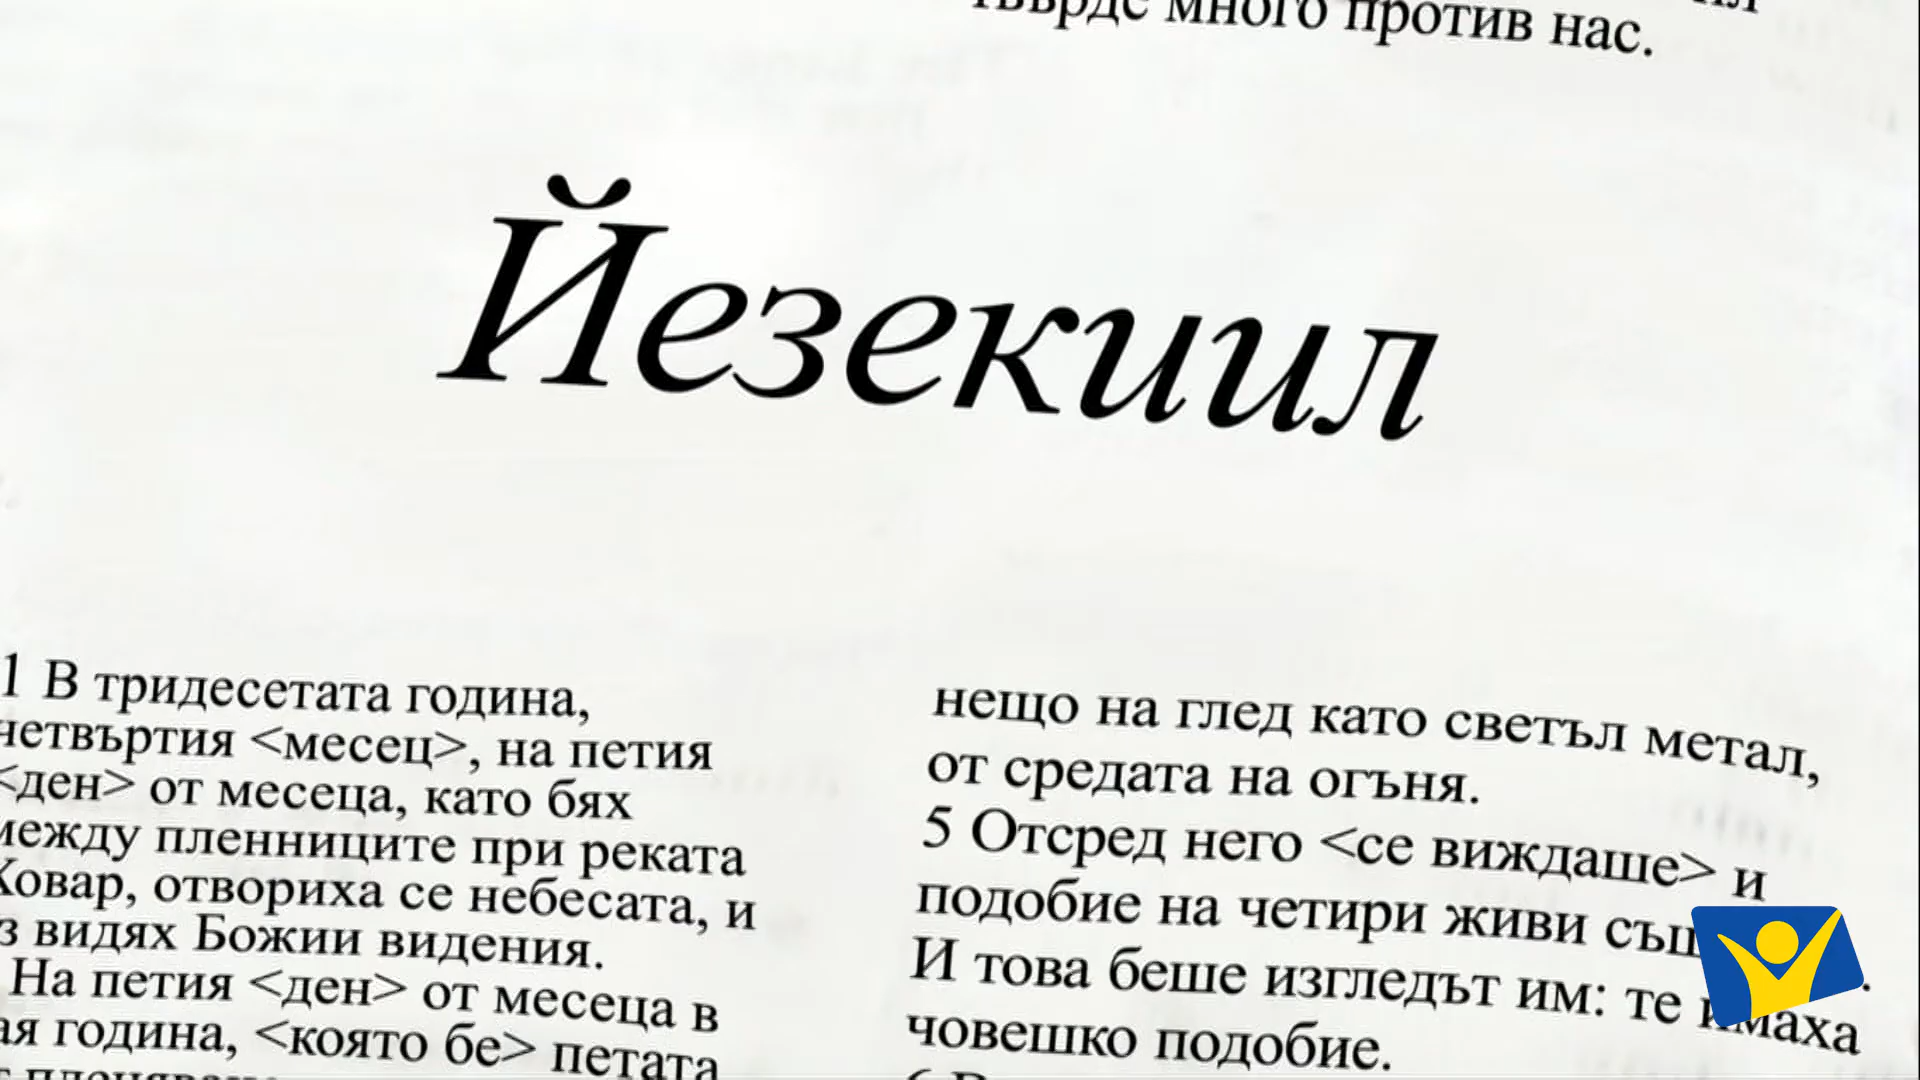 много против нас.
Йезекиил
1 В тридесетата година,
четвъртия <месец>, на петия
<ден> от месеца, като бях
между пленниците при реката
Ховар, отвориха се небесата, и
видях Божии видения.
На петия <ден> от месеца в
година, <която бе> петата
нещо на глед като светъл метал,
от средата на огъня.
5 Отсред него <се виждаше> и
подобие на четири живи
И това беше изгледът им: те имаха
човешко подобие.